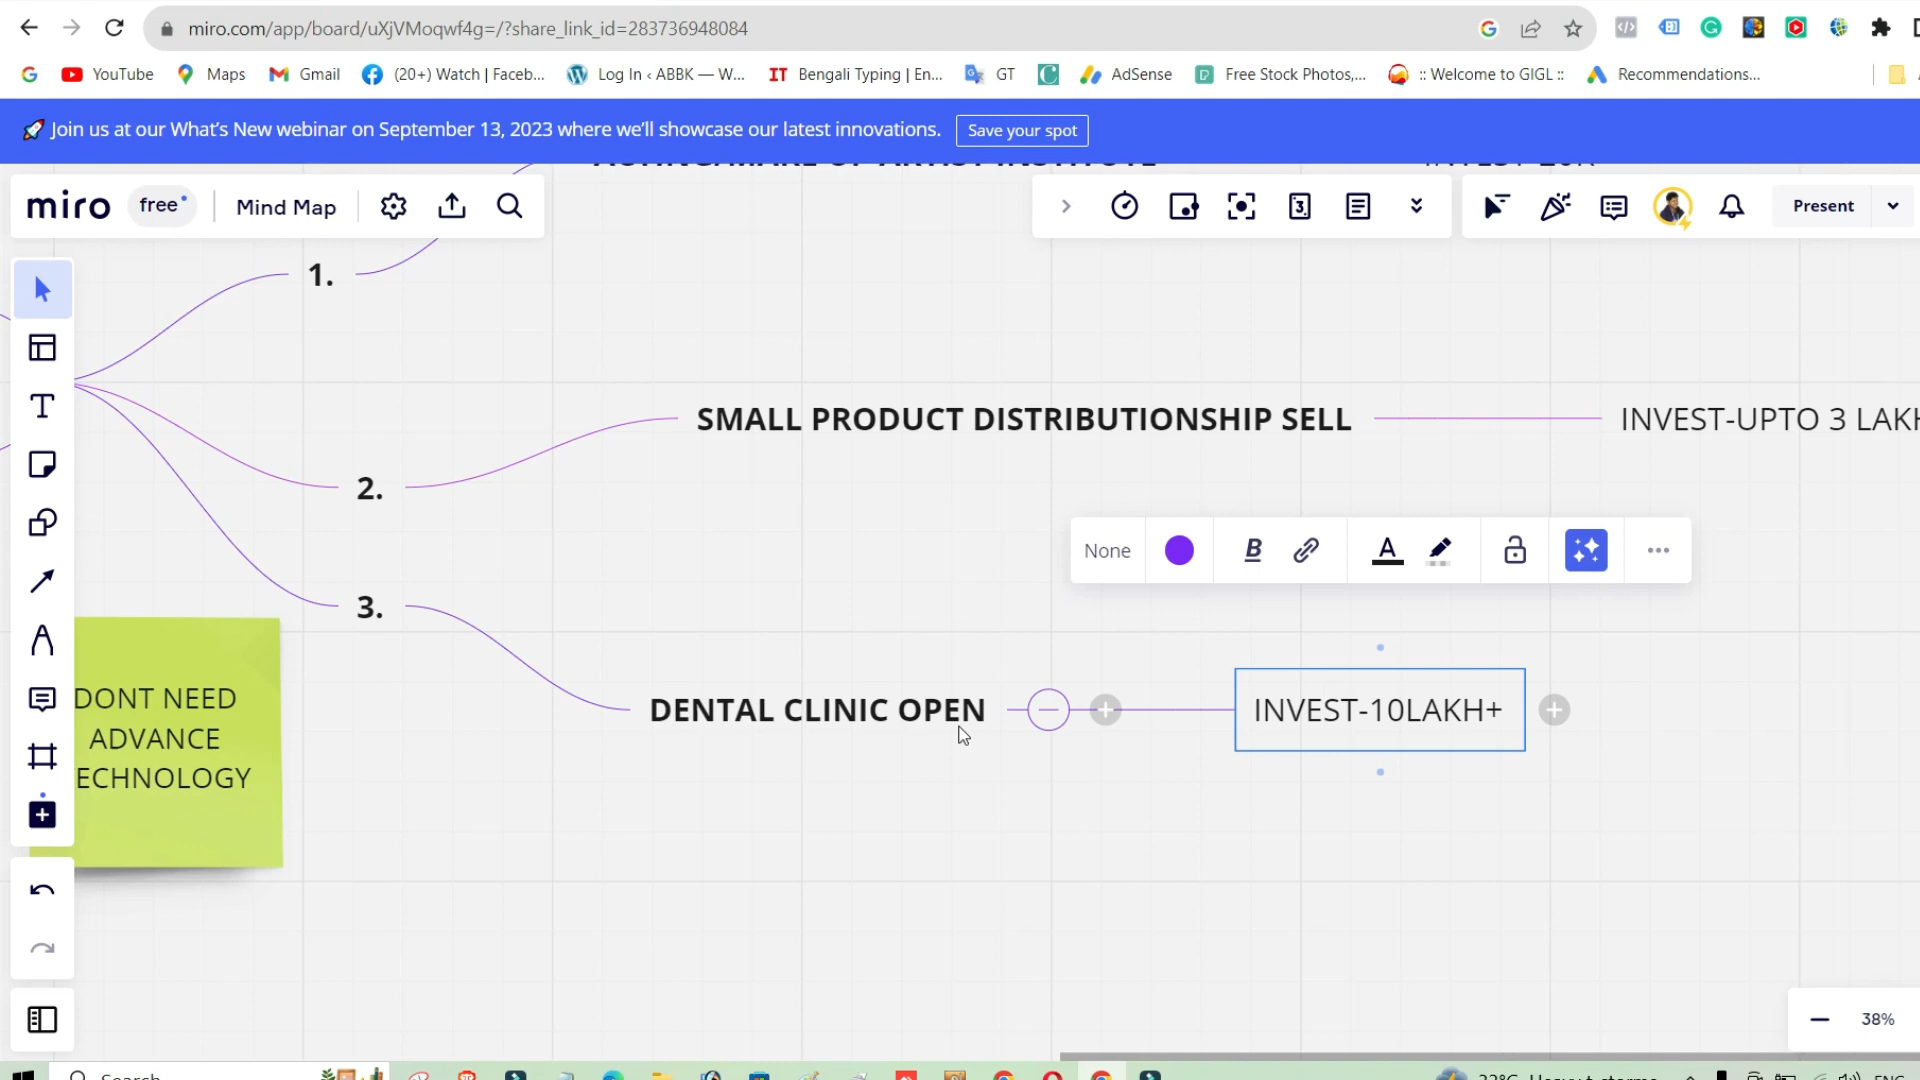 miro.com/app/board/uXjVMoqwf4g=/?share_link_id=283736948084
YouTube Maps Gmail (20+) Watch | Faceb... Log In ‹ ABBK — W... IT Bengali Typing | En... GT AdSense Free Stock Photos,... :: Welcome to GIGL :: Recommendations...
Join us at our What's New webinar on September 13, 2023 where we'll showcase our latest innovations. Save your spot
miro free Mind Map Present
1.
SMALL PRODUCT DISTRIBUTIONSHIP SELL INVEST-UPTO 3 LAKH
2.
None
3.
DONT NEED
ADVANCE
ECHNOLOGY
DENTAL CLINIC OPEN INVEST-10LAKH+
38%
Search